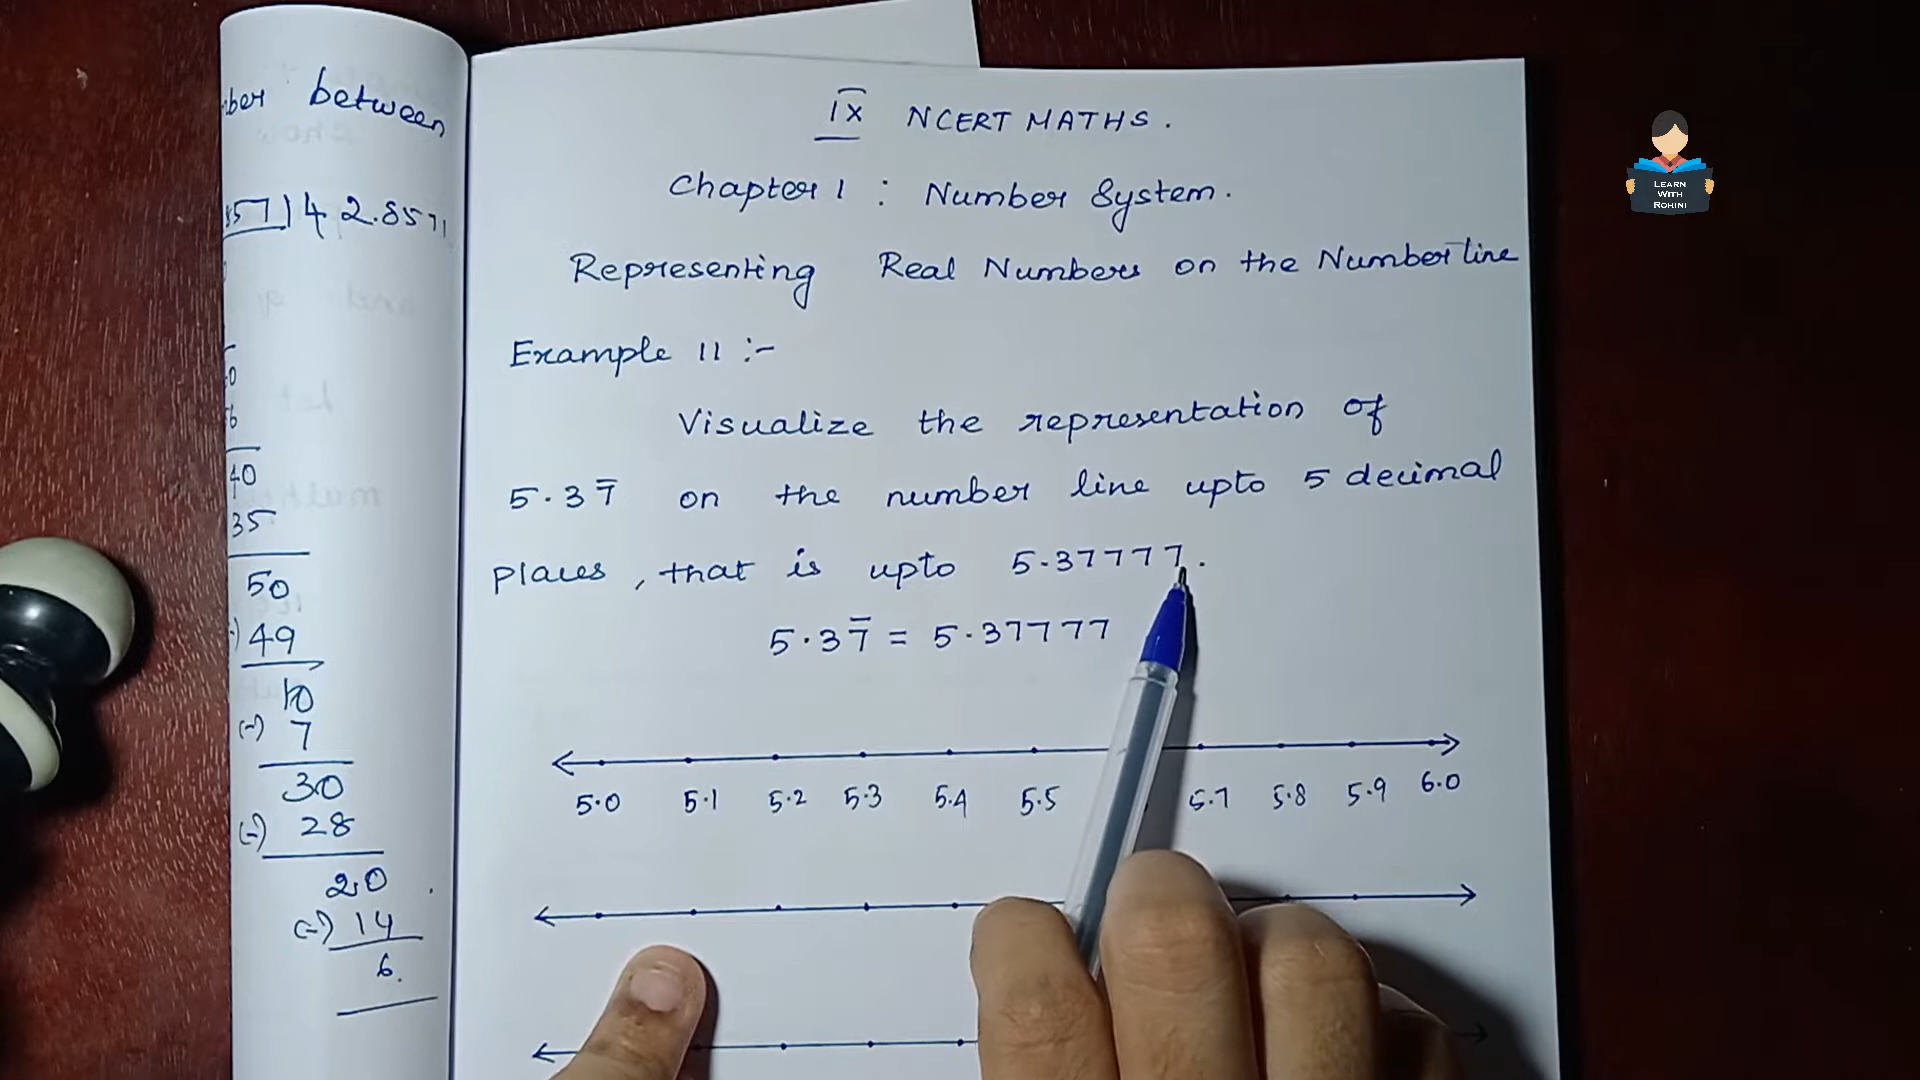 between
142.8571
40
35
50
49
10
(-) 7
30
(-) 28
20
(-) 14
6.
IX NCERT MATHS.
Chapter 1 : Number System.
Representing Real Numbers on the Number line
Example 11 :-
Visualize the representation of
5.37̅ on the number line upto 5 decimal
places, that is upto 5.37777.
5.37̅ = 5.37777
5.0 5.1 5.2 5.3 5.4 5.5 5.7 5.8 5.9 6.0
LEARN
WITH
ROHINI